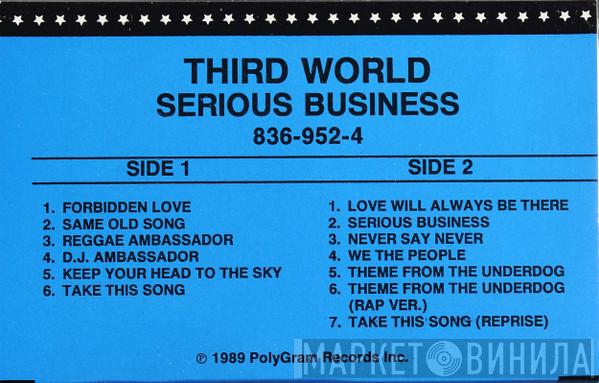 THIRD WORLD
SERIOUS BUSINESS
836-952-4
SIDE 1
1. FORBIDDEN LOVE
2. SAME OLD SONG
3. REGGAE AMBASSADOR
4. D.J. AMBASSADOR
5. KEEP YOUR HEAD TO THE SKY
6. TAKE THIS SONG
SIDE 2
1. LOVE WILL ALWAYS BE THERE
2. SERIOUS BUSINESS
3. NEVER SAY NEVER
4. WE THE PEOPLE
5. THEME FROM THE UNDERDOG
6. THEME FROM THE UNDERDOG
(RAP VER.)
7. TAKE THIS SONG (REPRISE)
℗ 1989 PolyGram Records Inc.
МАРКЕТ ВИНИЛА